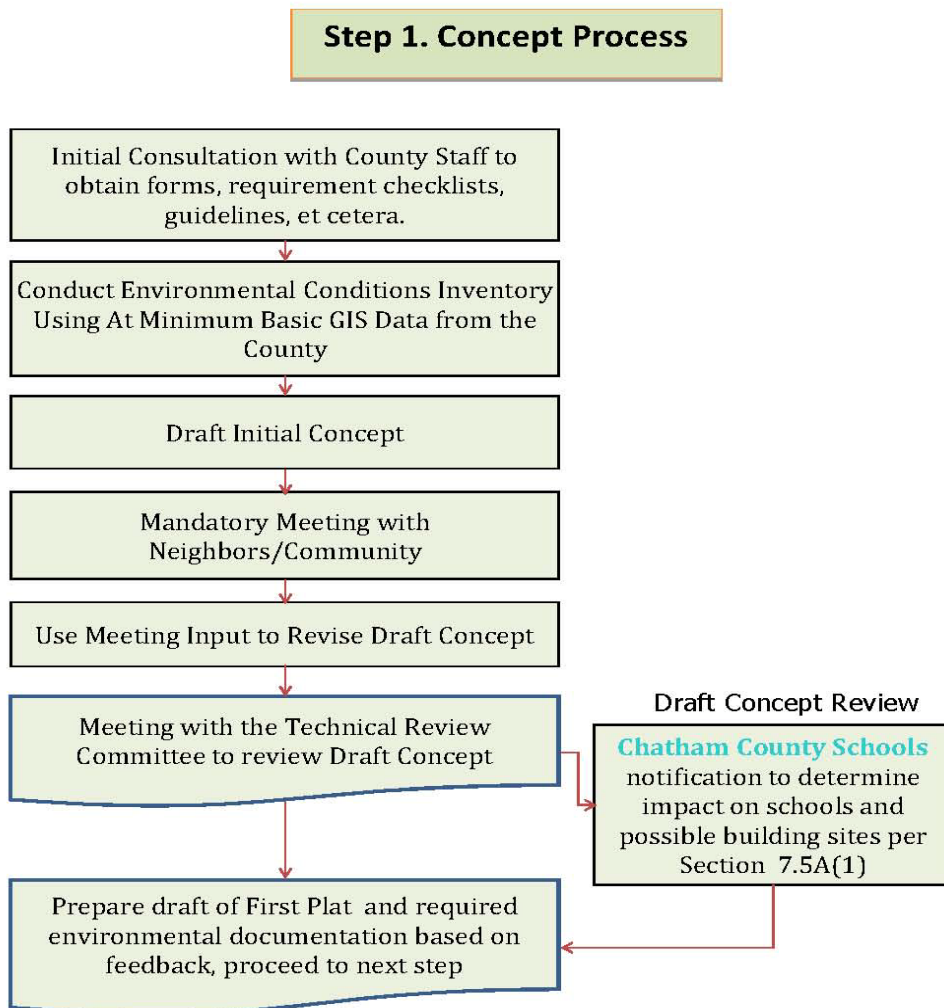 Step 1. Concept Process
Initial Consultation with County Staff to
obtain forms, requirement checklists,
guidelines, et cetera.
Conduct Environmental Conditions Inventory
Using At Minimum Basic GIS Data from the
County
Draft Initial Concept
Mandatory Meeting with
Neighbors/Community
Use Meeting Input to Revise Draft Concept
Meeting with the Technical Review
Committee to review Draft Concept
Draft Concept Review
Chatham County Schools
notification to determine
impact on schools and
possible building sites per
Section 7.5A(1)
Prepare draft of First Plat and required
environmental documentation based on
feedback, proceed to next step